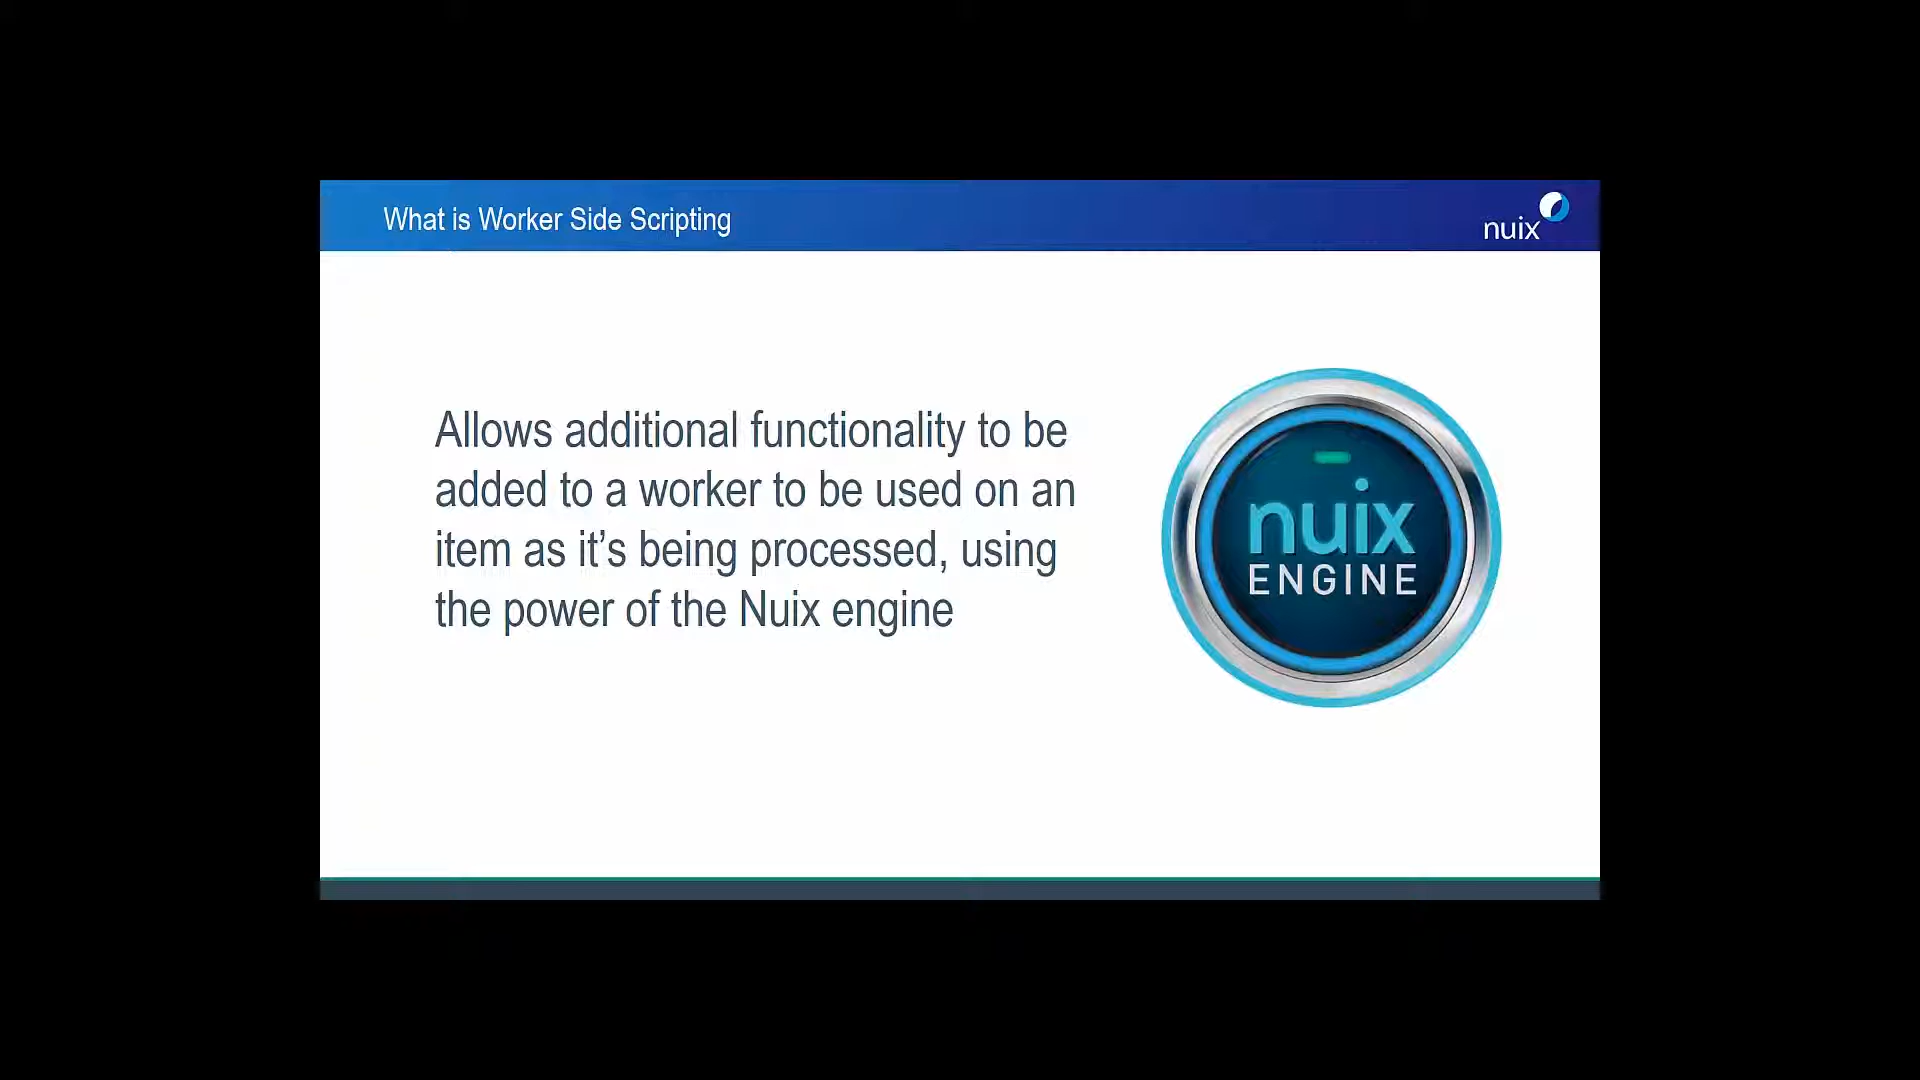 What is Worker Side Scripting
nuix
Allows additional functionality to be
added to a worker to be used on an
item as it’s being processed, using
the power of the Nuix engine
nuix
ENGINE